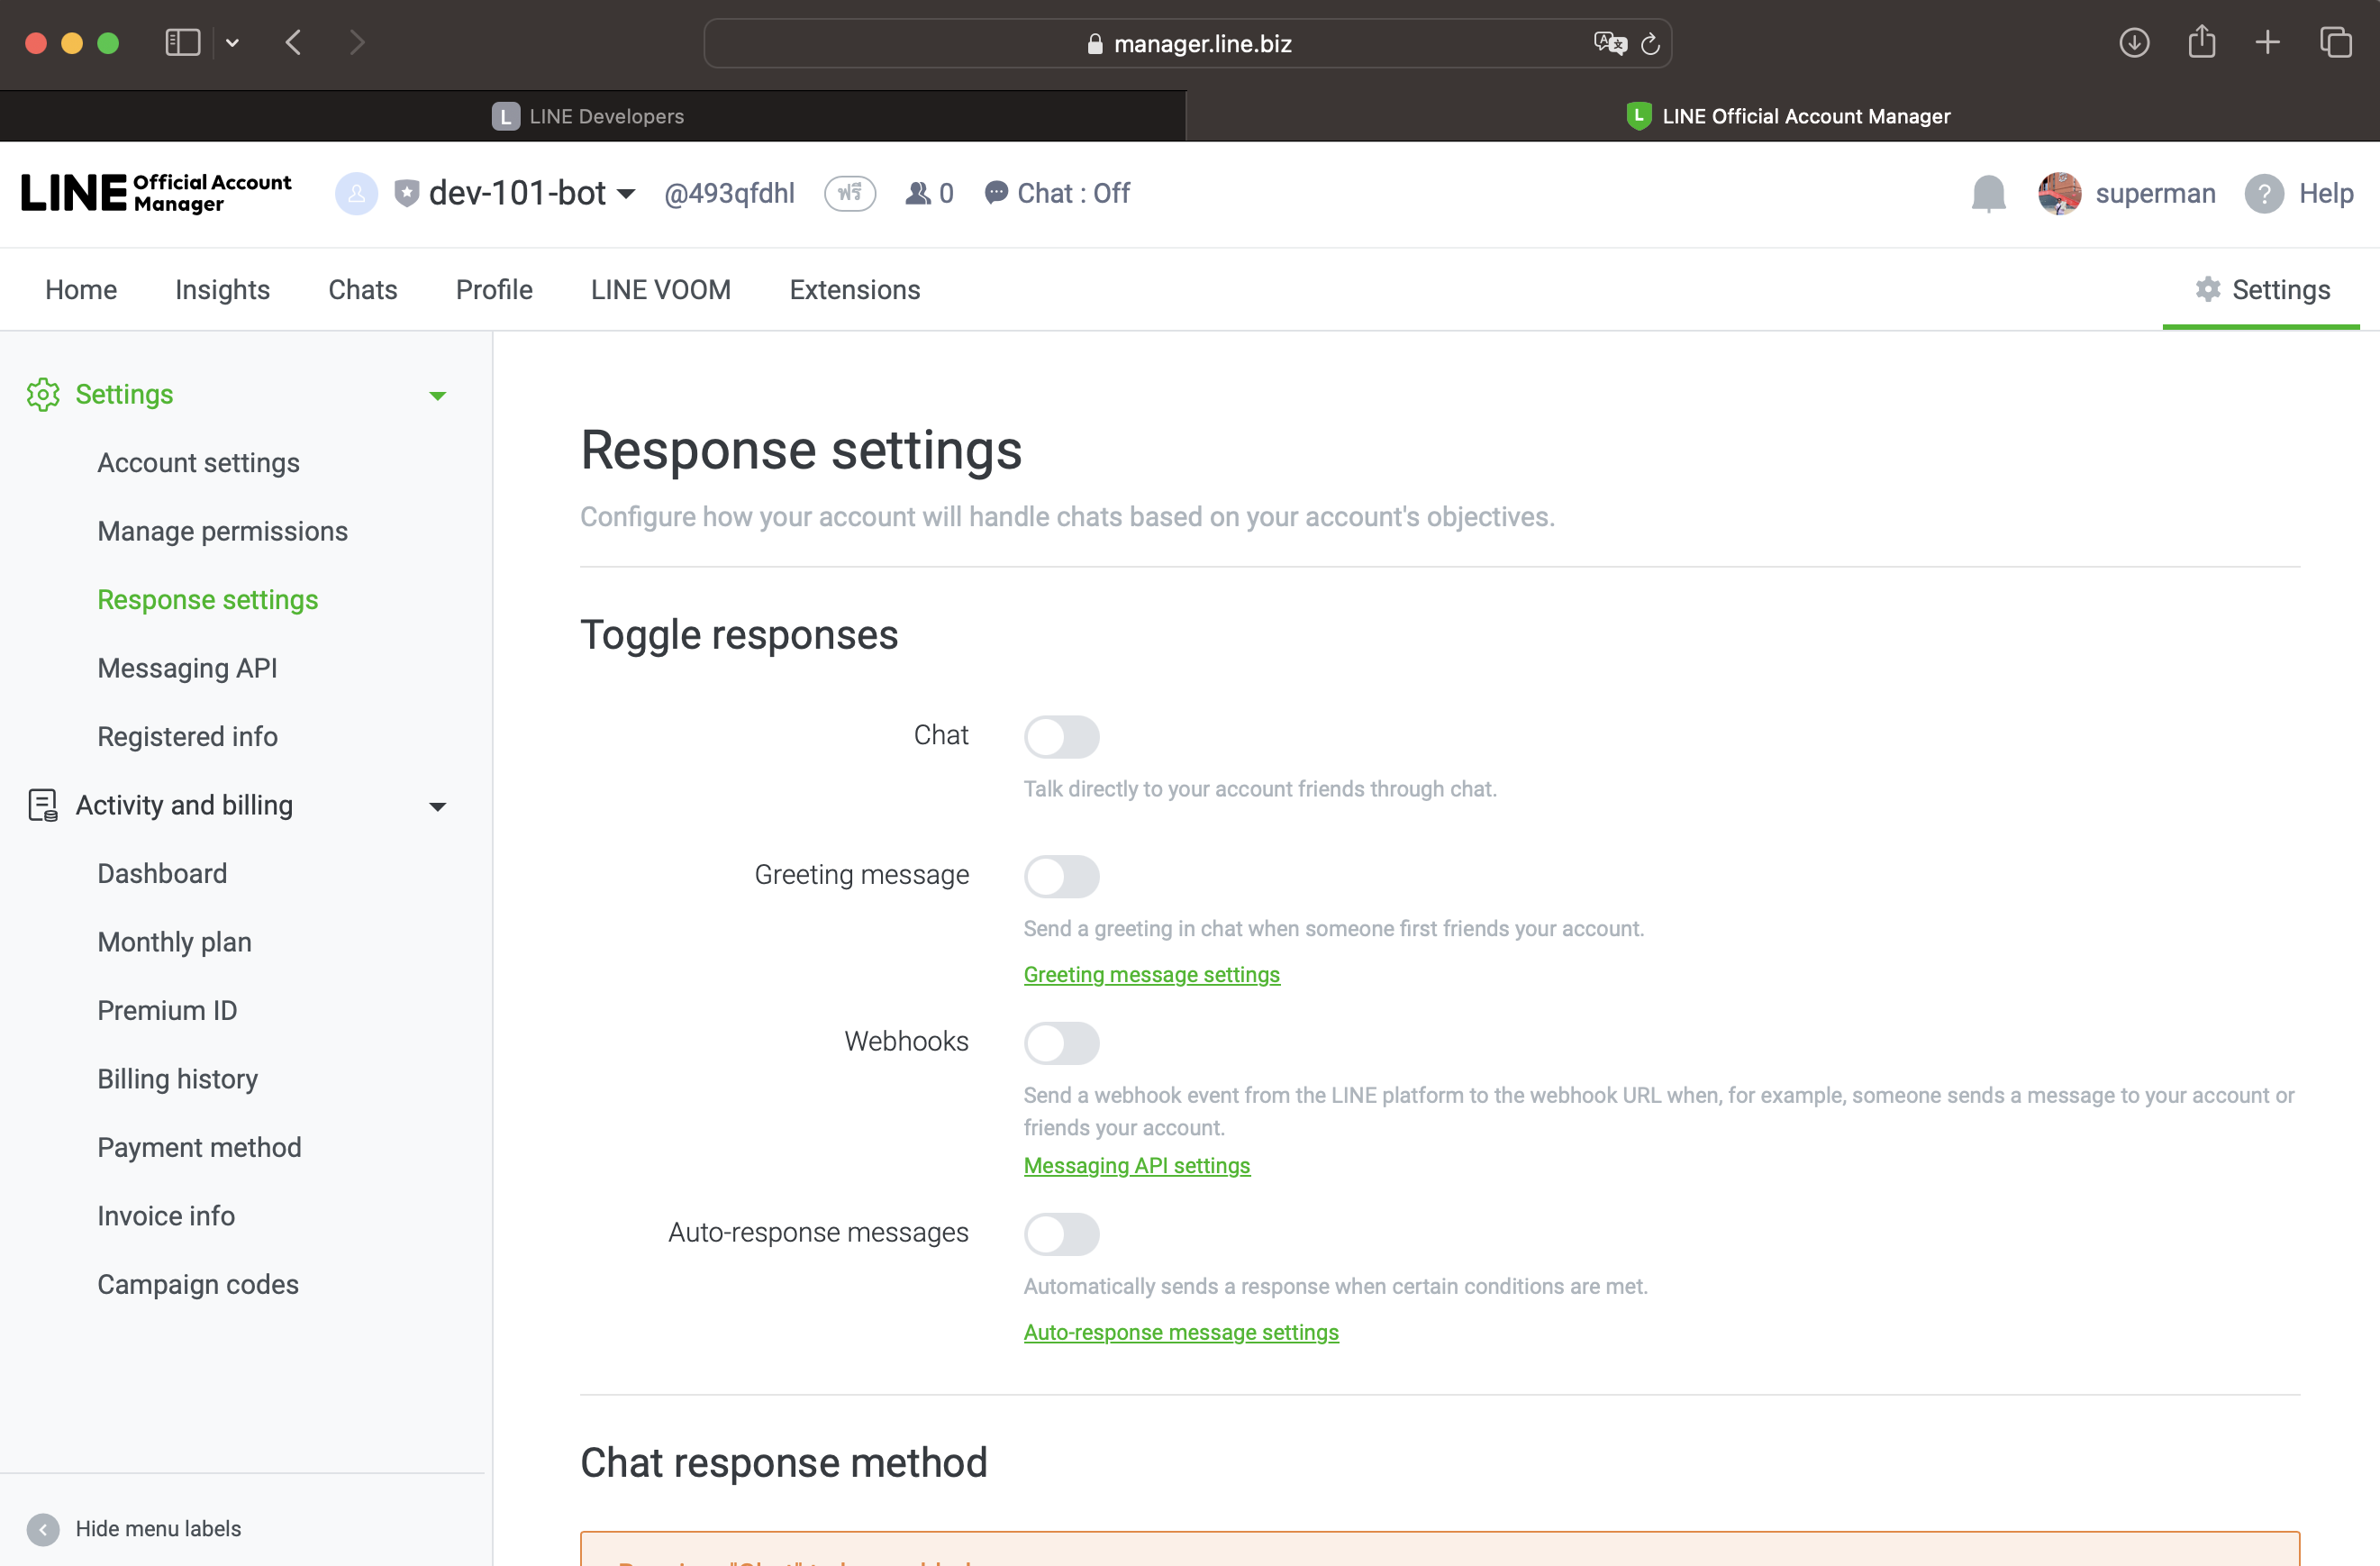 manager.line.biz
L LINE Developers
L LINE Official Account Manager
LINE Official Account Manager
dev-101-bot
@493qfdhl
ฟรี
0
Chat : Off
superman
? Help
Home
Insights
Chats
Profile
LINE VOOM
Extensions
Settings
Settings
Account settings
Manage permissions
Response settings
Messaging API
Registered info
Activity and billing
Dashboard
Monthly plan
Premium ID
Billing history
Payment method
Invoice info
Campaign codes
Hide menu labels
Response settings
Configure how your account will handle chats based on your account's objectives.
Toggle responses
Chat
Talk directly to your account friends through chat.
Greeting message
Send a greeting in chat when someone first friends your account.
Greeting message settings
Webhooks
Send a webhook event from the LINE platform to the webhook URL when, for example, someone sends a message to your account or
friends your account.
Messaging API settings
Auto-response messages
Automatically sends a response when certain conditions are met.
Auto-response message settings
Chat response method